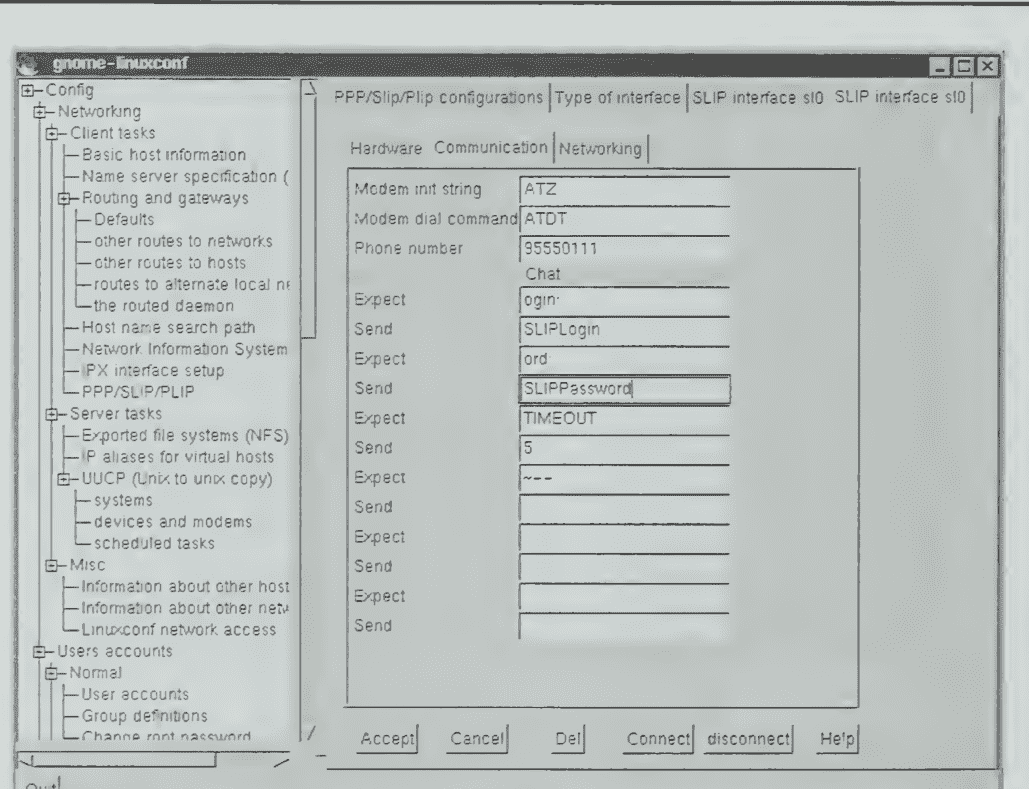 gnome-linuxconf
Config
Networking
Client tasks
Basic host information
Name server specification (
Routing and gateways
Defaults
other routes to networks
other routes to hosts
routes to alternate local ne
the routed daemon
Host name search path
Network Information System
IPX interface setup
PPP/SLIP/PLIP
Server tasks
Exported file systems (NFS)
IP aliases for virtual hosts
UUCP (Unix to unix copy)
systems
devices and modems
scheduled tasks
Misc
Information about other host
Information about other netw
Linuxconf network access
Users accounts
Normal
User accounts
Group definitions
Change root password
Quit
PPP/Slip/Plip configurations Type of interface SLIP interface sl0 SLIP interface sl0
Hardware Communication Networking
Modem init string ATZ
Modem dial command ATDT
Phone number 95550111
Chat
Expect ogin:
Send SLIPLogin
Expect ord
Send SLIPPassword
Expect TIMEOUT
Send 5
Expect ~--
Send
Expect
Send
Expect
Send
Accept Cancel Del Connect disconnect Help